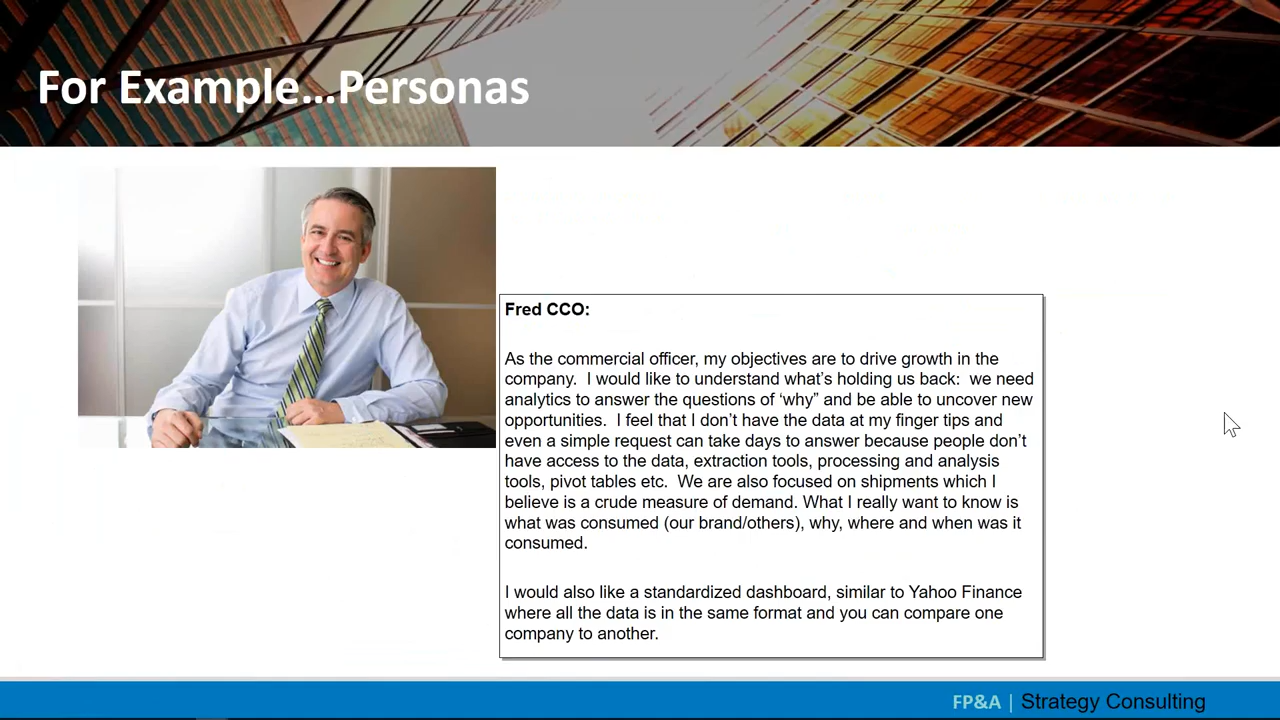 For Example…Personas
Fred CCO:
As the commercial officer, my objectives are to drive growth in the
company.  I would like to understand what’s holding us back:  we need
analytics to answer the questions of ‘why” and be able to uncover new
opportunities.  I feel that I don’t have the data at my finger tips and
even a simple request can take days to answer because people don’t
have access to the data, extraction tools, processing and analysis
tools, pivot tables etc.  We are also focused on shipments which I
believe is a crude measure of demand. What I really want to know is
what was consumed (our brand/others), why, where and when was it
consumed.
I would also like a standardized dashboard, similar to Yahoo Finance
where all the data is in the same format and you can compare one
company to another.
FP&A | Strategy Consulting